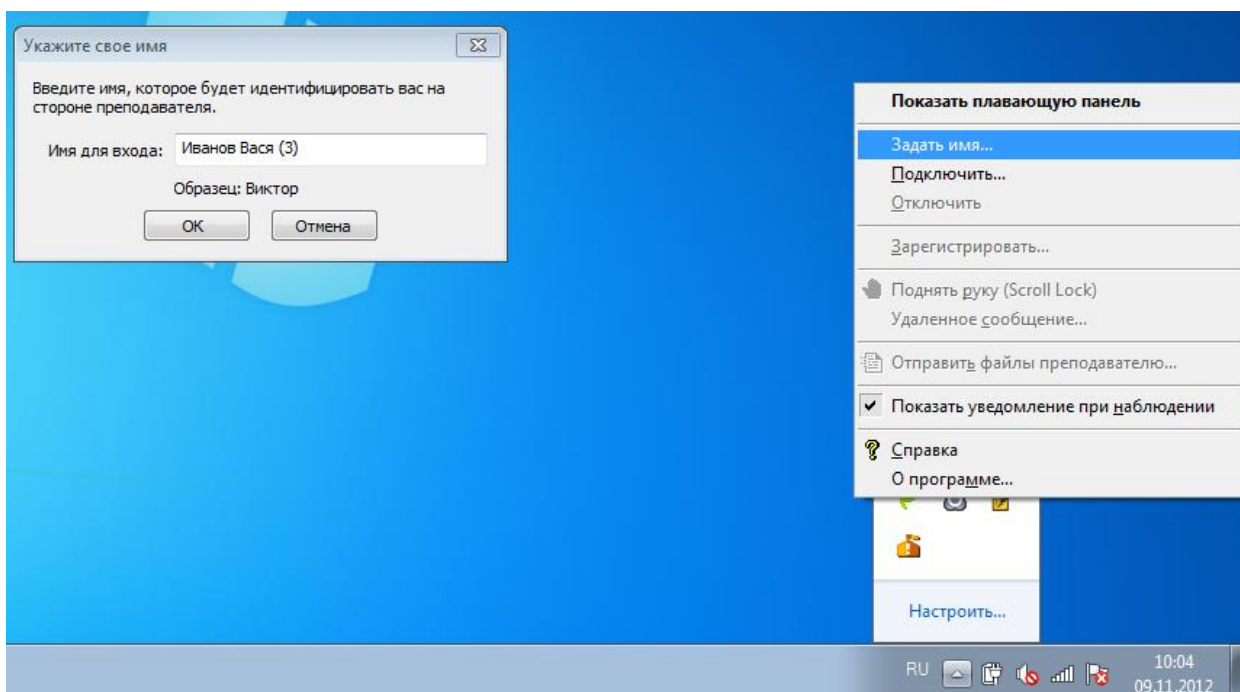 Укажите свое имя
Введите имя, которое будет идентифицировать вас на
стороне преподавателя.
Имя для входа: Иванов Вася (3)
Образец: Виктор
ОК Отмена
Показать плавающую панель
Задать имя...
Подключить...
Отключить
Зарегистрировать...
Поднять руку (Scroll Lock)
Удаленное сообщение...
Отправить файлы преподавателю...
Показать уведомление при наблюдении
Справка
О программе...
Настроить...
RU 10:04
09.11.2012